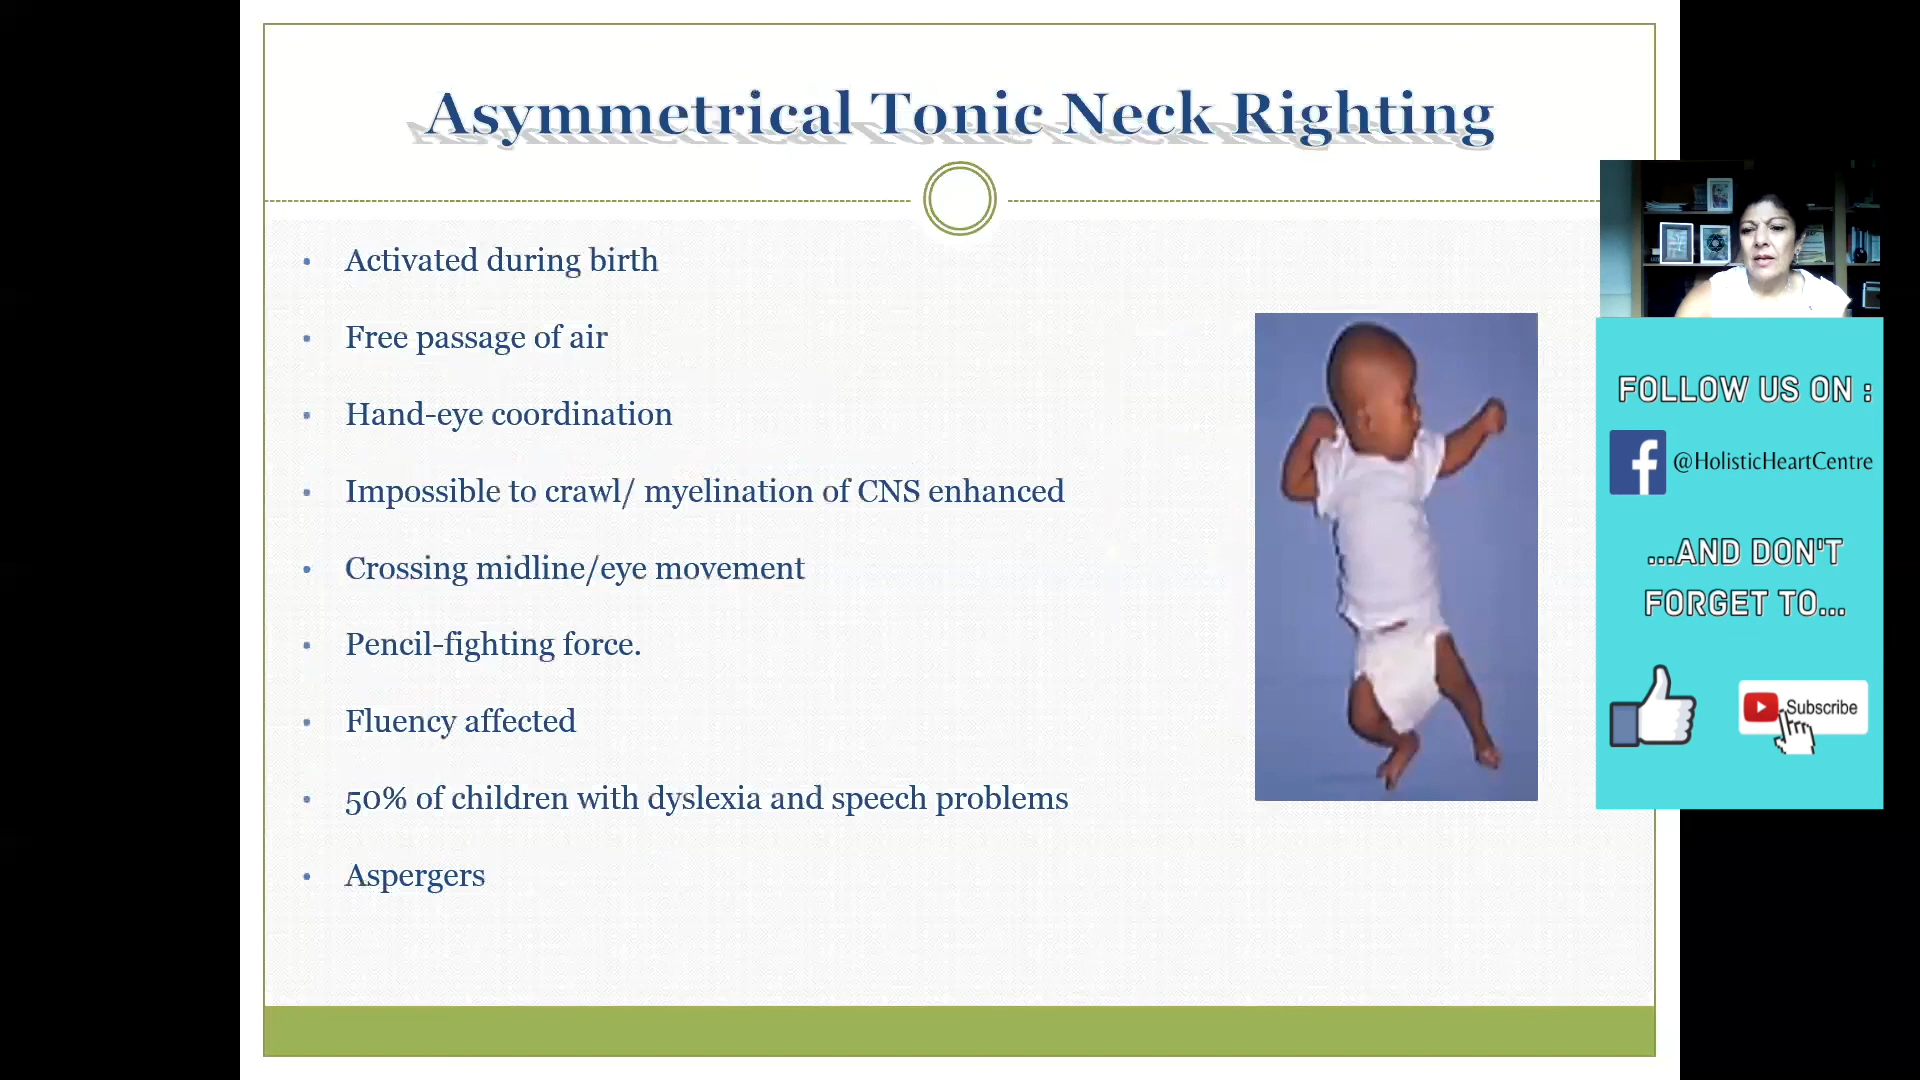 Asymmetrical Tonic Neck Righting
• Activated during birth
• Free passage of air
• Hand-eye coordination
• Impossible to crawl/ myelination of CNS enhanced
• Crossing midline/eye movement
• Pencil-fighting force.
• Fluency affected
• 50% of children with dyslexia and speech problems
• Aspergers
FOLLOW US ON :
@HolisticHeartCentre
...AND DON'T
FORGET TO...
Subscribe